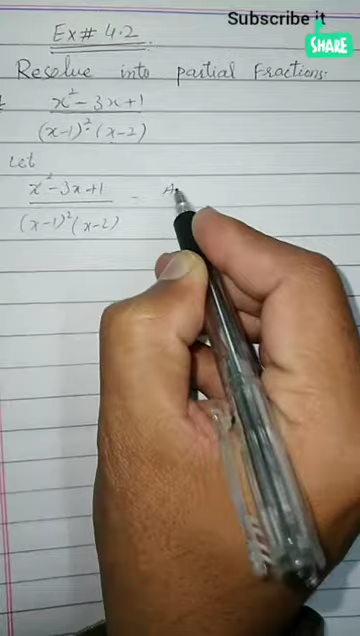 Subscribe it
SHARE
Ex# 4.2
Resolve into partial fractions.
x² - 3x + 1
(x-1)² (x-2)
Let
x² - 3x + 1 = A
(x-1)² (x-2)